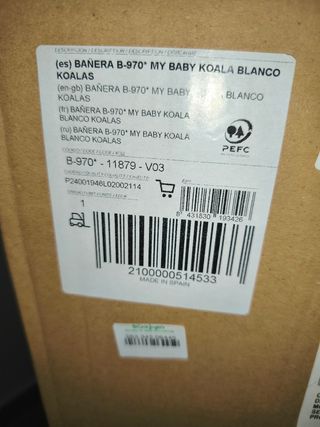 (es) BAÑERA B-970* MY BABY KOALA BLANCO
KOALAS
(en-gb) BAÑERA B-970* MY BABY KOALA BLANCO
KOALAS
(fr) BAÑERA B-970* MY BABY KOALA
BLANCO KOALAS
(ru) BAÑERA B-970* MY BABY KOALA
BLANCO KOALAS
PEFC
B-970* - 11879 - V03
P24001946L02002114
1
8 431830 193426
2100000514533
MADE IN SPAIN